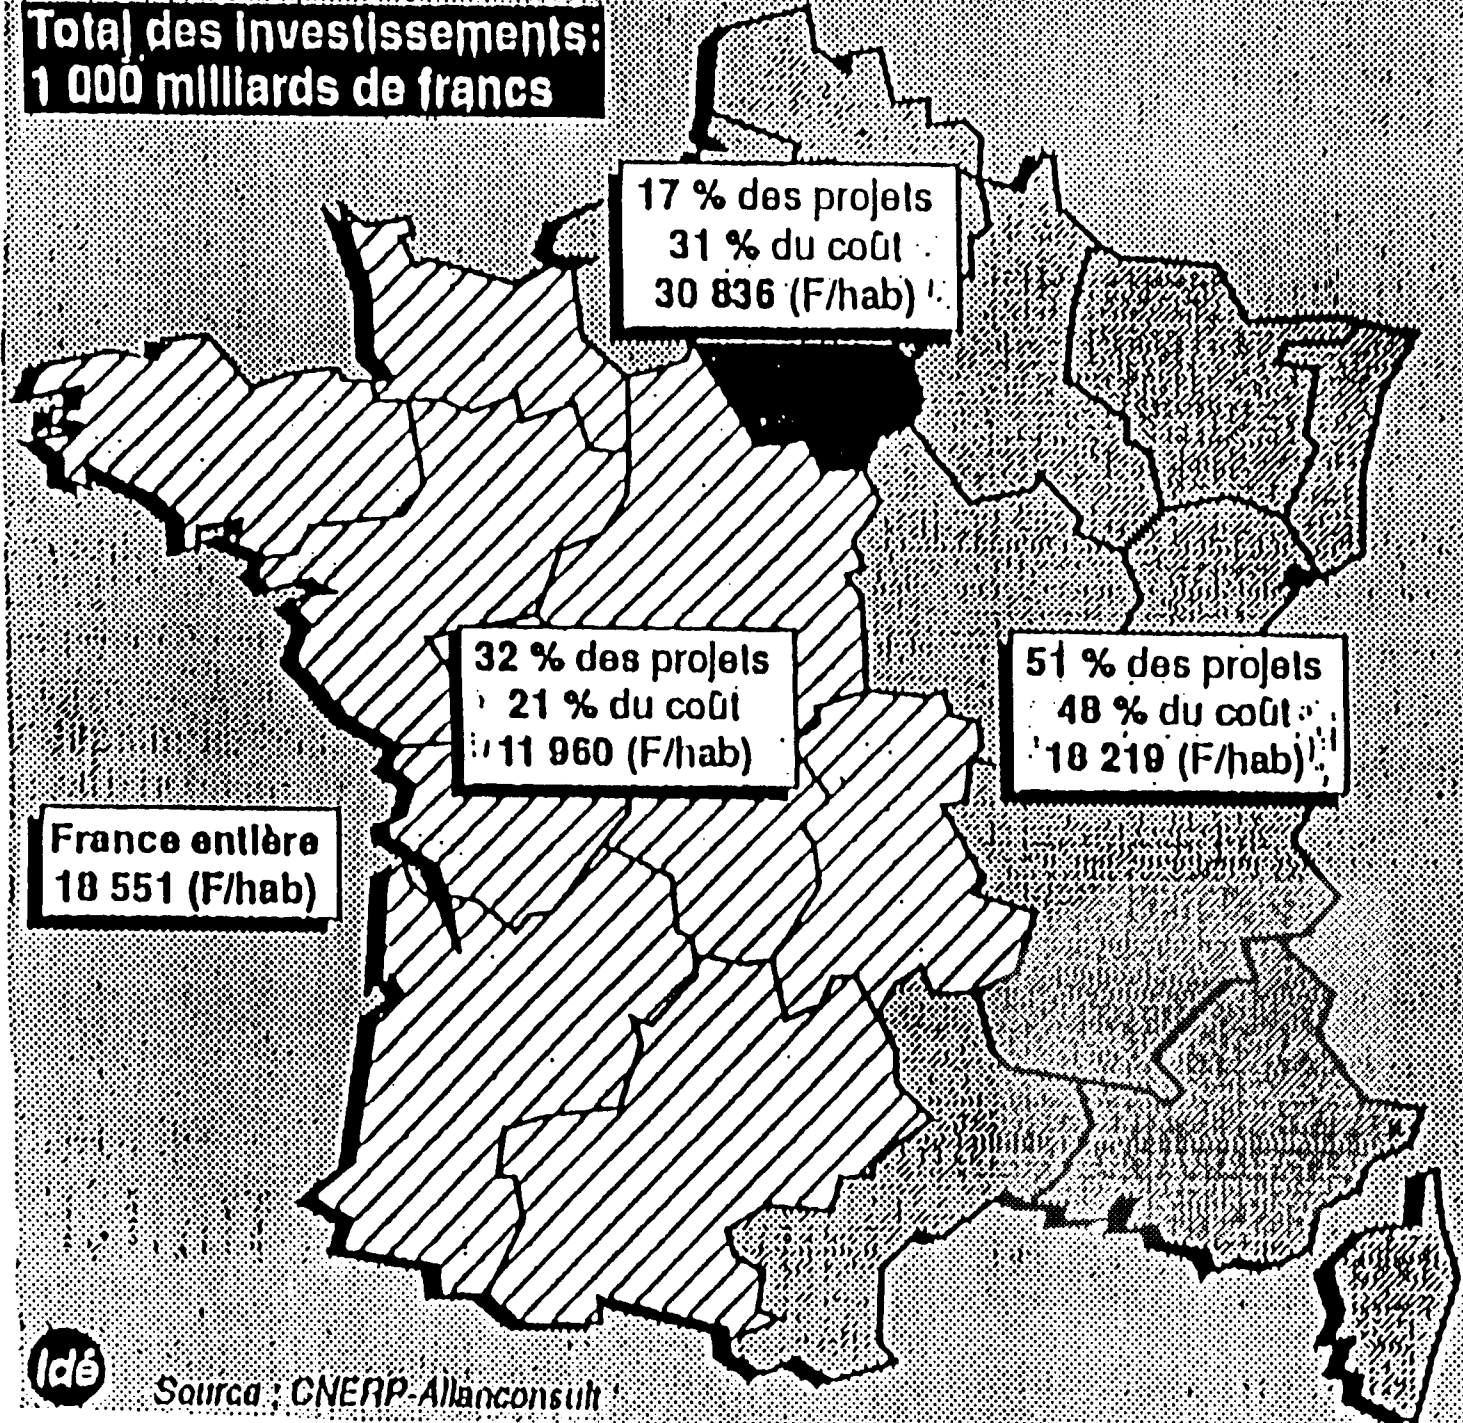 Total des investissements:
1 000 milliards de francs
17 % des projets
31 % du coût
30 836 (F/hab)
32 % des projets
21 % du coût
11 960 (F/hab)
51 % des projets
48 % du coût
18 219 (F/hab)
France entière
18 551 (F/hab)
Idé
Source : CNERP-Allanconsult